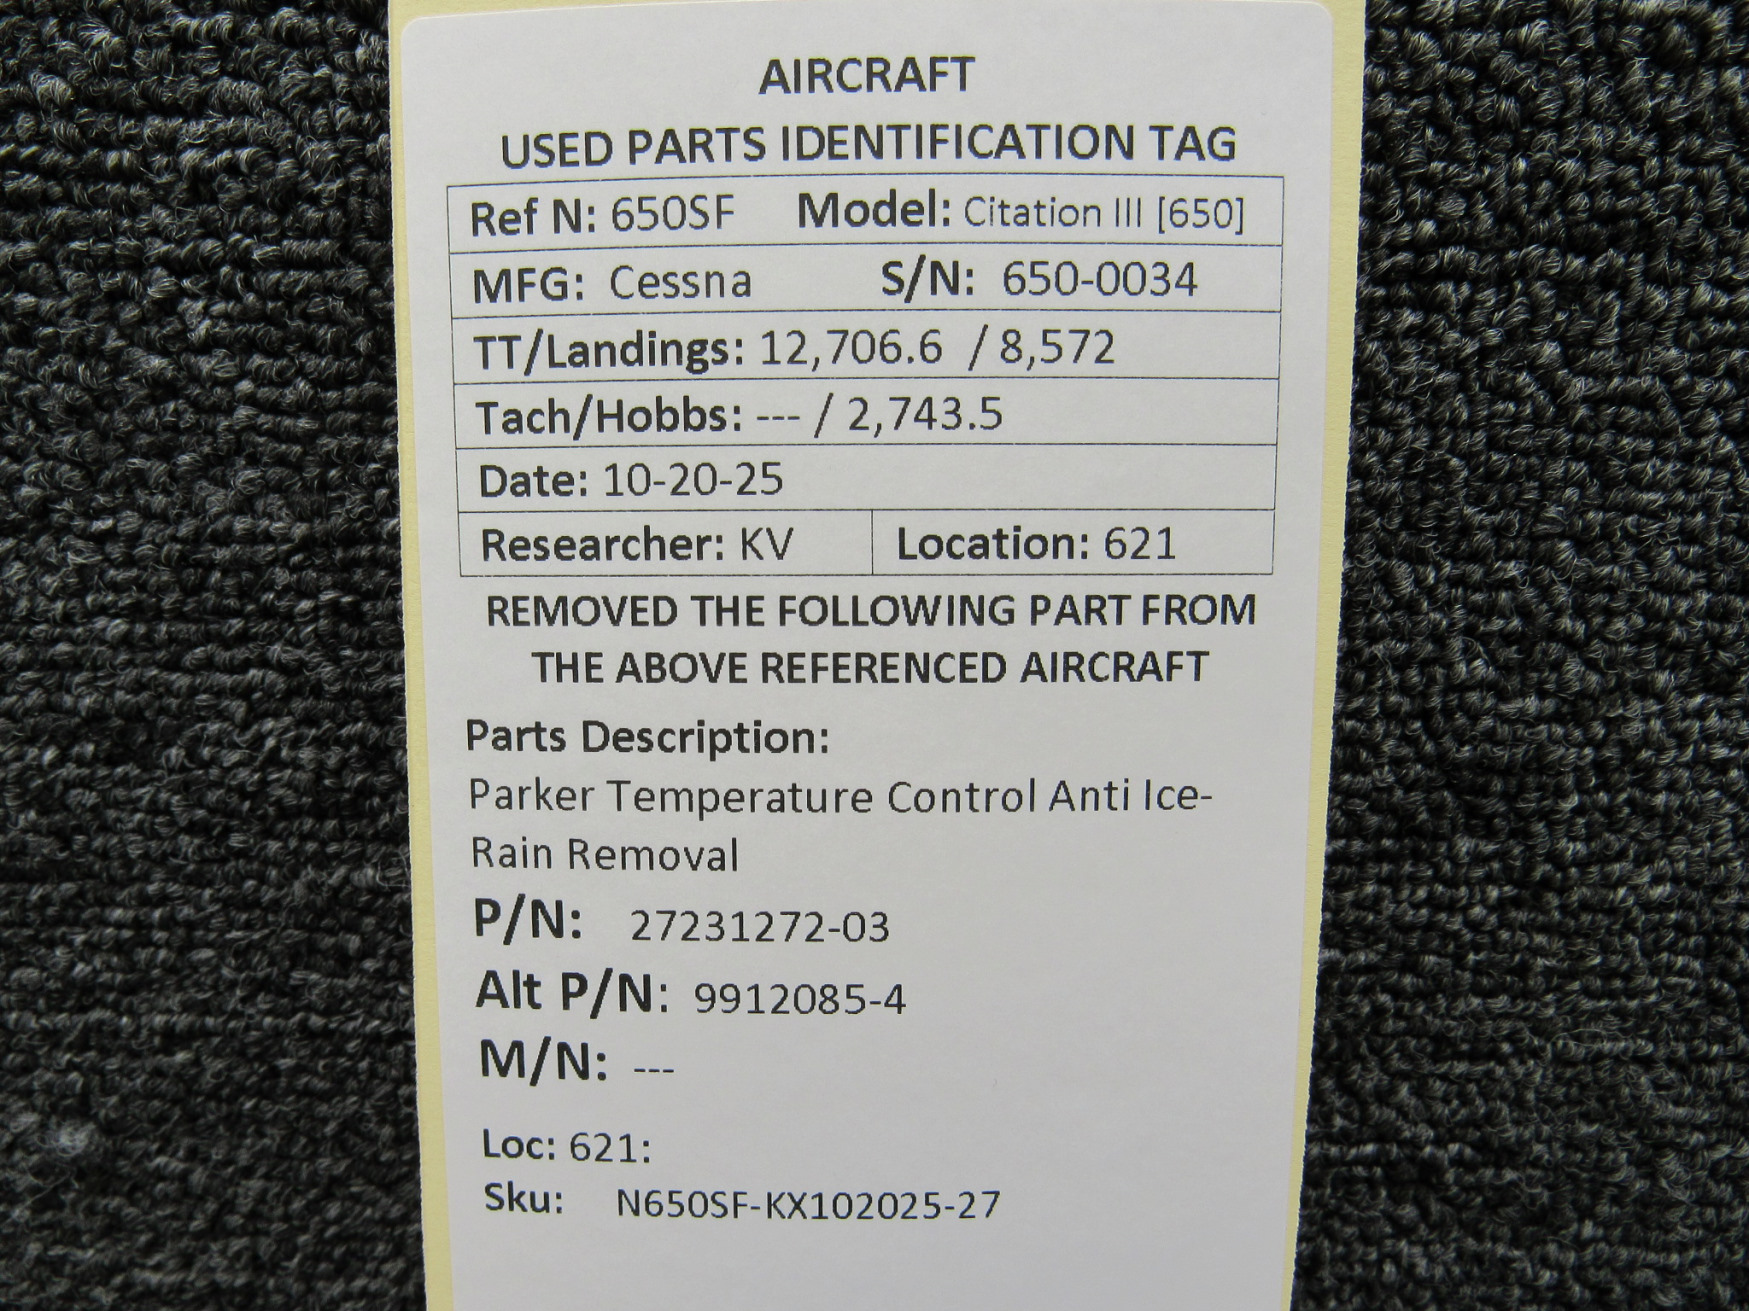 AIRCRAFT
USED PARTS IDENTIFICATION TAG
Ref N: 650SF Model: Citation III [650]
MFG: Cessna S/N: 650-0034
TT/Landings: 12,706.6 / 8,572
Tach/Hobbs: --- / 2,743.5
Date: 10-20-25
Researcher: KV Location: 621
REMOVED THE FOLLOWING PART FROM
THE ABOVE REFERENCED AIRCRAFT
Parts Description:
Parker Temperature Control Anti Ice-
Rain Removal
P/N: 27231272-03
Alt P/N: 9912085-4
M/N: ---
Loc: 621:
Sku: N650SF-KX102025-27